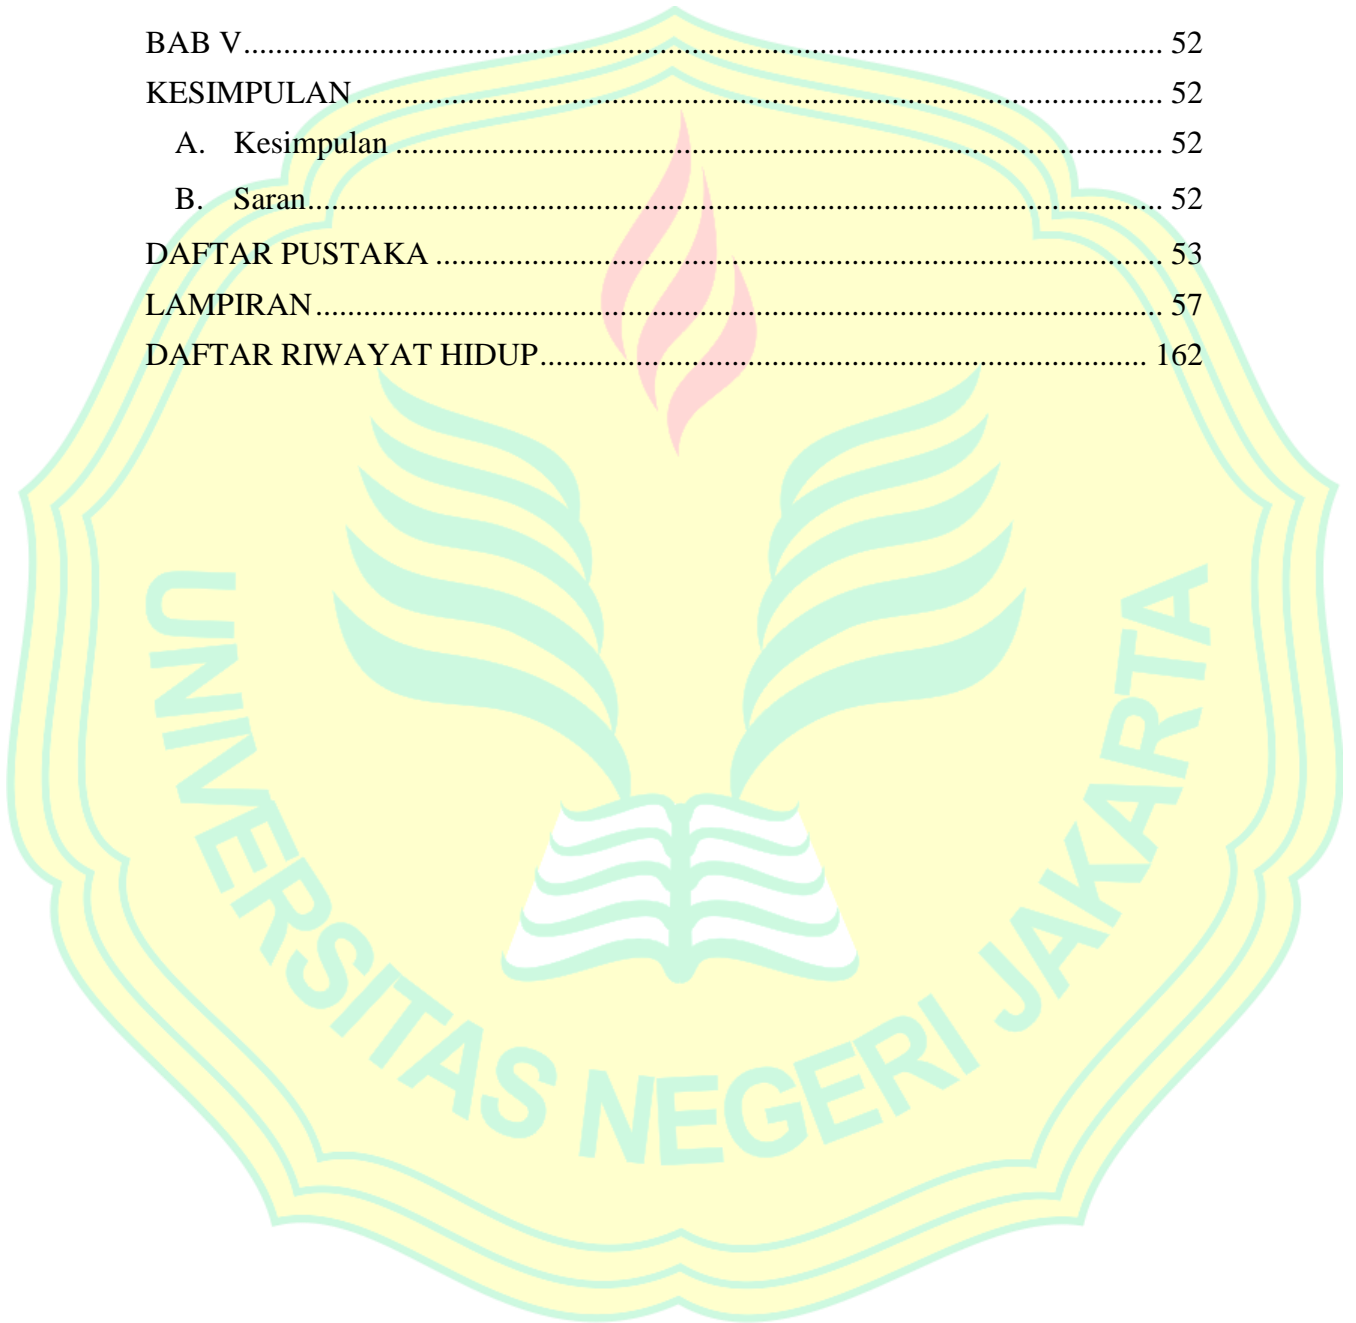 BAB V........................................................................................................................ 52
KESIMPULAN........................................................................................................ 52
A. Kesimpulan .................................................................................................. 52
B. Saran............................................................................................................. 52
DAFTAR PUSTAKA ............................................................................................. 53
LAMPIRAN............................................................................................................. 57
DAFTAR RIWAYAT HIDUP............................................................................... 162
UNIVERSITAS NEGERI JAKARTA